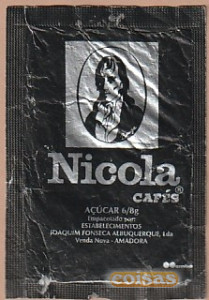 Nicola
CAFÉS®
AÇÚCAR 6/8g
Empacotado por:
ESTABELECIMENTOS
JOAQUIM FONSECA ALBUQUERQUE, Lda
Venda Nova - AMADORA
coisas